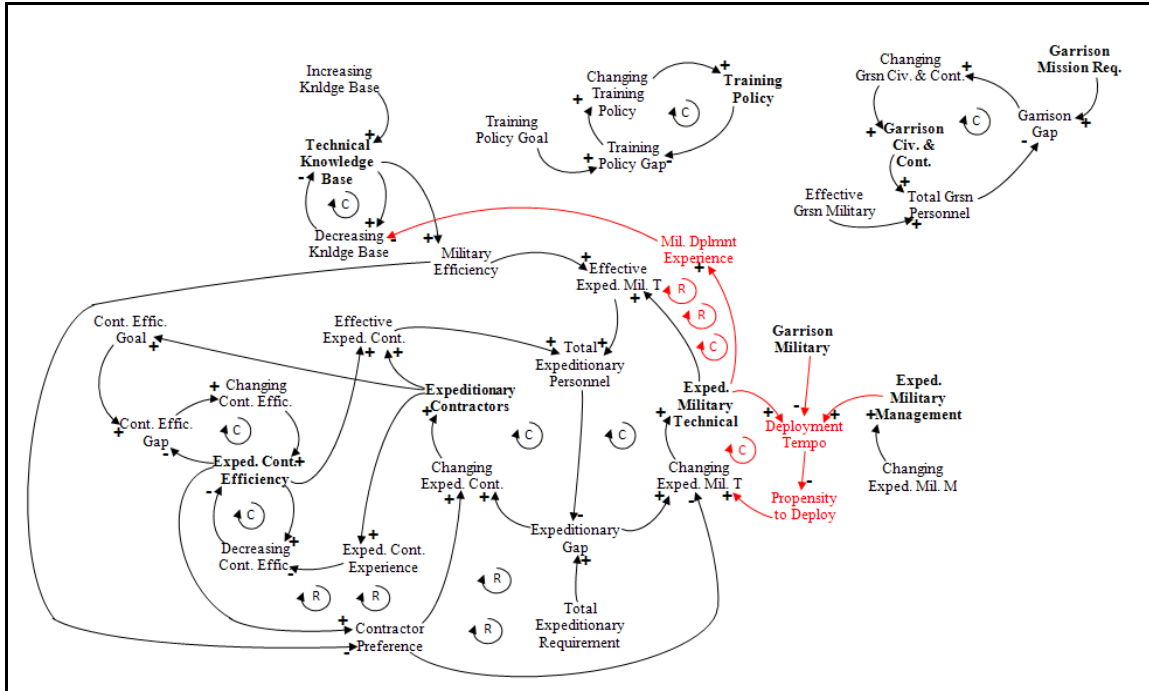 Increasing
Knldge Base
Changing
Training
Policy
Training
Policy
Training
Policy Goal
Training
Policy Gap
C
Changing
Grsn Civ. & Cont.
Garrison
Mission Req.
Garrison
Gap
C
Garrison
Civ. &
Cont.
Effective
Grsn Military
Total Grsn
Personnel
Technical
Knowledge
Base
C
Decreasing
Knldge Base
Military
Efficiency
Effective
Exped. Mil. T
Mil. Dplmnt
Experience
R
R
C
Cont. Effic.
Goal
Effective
Exped. Cont.
Total
Expeditionary
Personnel
Garrison
Military
Changing
Cont. Effic.
Expeditionary
Contractors
Exped.
Military
Technical
Exped.
Military
Management
Cont. Effic.
Gap
C
Deployment
Tempo
Exped. Cont.
Efficiency
C
C
C
Changing
Exped. Cont.
Changing
Exped. Mil. T
Changing
Exped. Mil. M
Propensity
to Deploy
C
Decreasing
Cont. Effic.
Exped. Cont.
Experience
Expeditionary
Gap
R
R
R
R
Total
Expeditionary
Requirement
Contractor
Preference